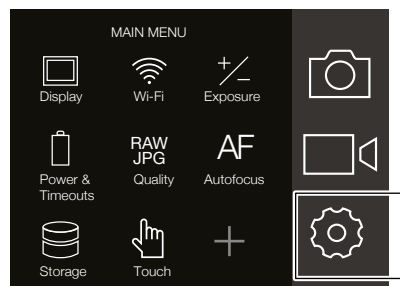 MAIN MENU
Display
Wi-Fi
Exposure
RAW
JPG
AF
Power &
Timeouts
Quality
Autofocus
Storage
Touch